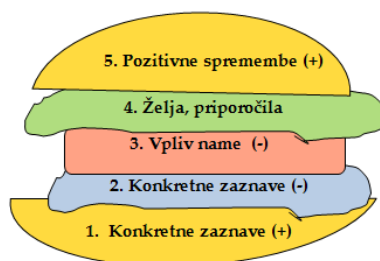 5. Pozitivne spremembe (+)
4. Želja, priporočila
3. Vpliv name (-)
2. Konkretne zaznave (-)
1. Konkretne zaznave (+)